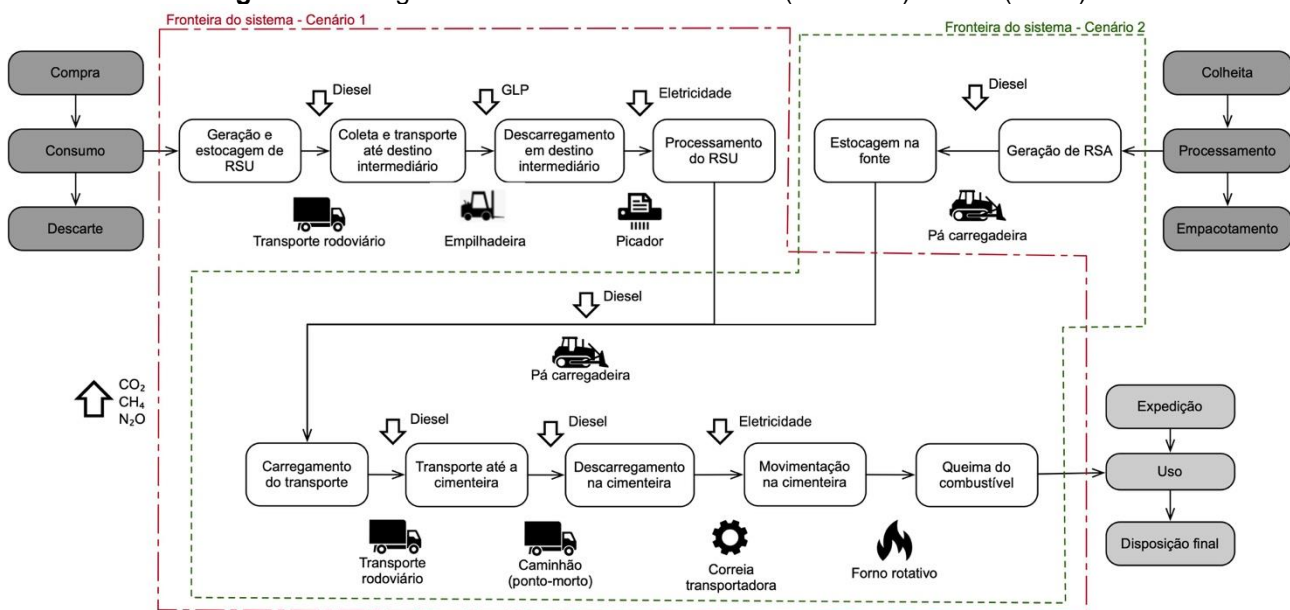 Fronteira do sistema - Cenário 1
Fronteira do sistema - Cenário 2
Compra
Consumo
Descarte
Diesel
GLP
Eletricidade
Geração e
estocagem de
RSU
Coleta e transporte
até destino
intermediário
Descarregamento
em destino
intermediário
Processamento
do RSU
Transporte rodoviário
Empilhadeira
Picador
Diesel
Estocagem na
fonte
Geração de RSA
Pá carregadeira
Colheita
Processamento
Empacotamento
Diesel
Pá carregadeira
CO₂
CH₄
N₂O
Diesel
Diesel
Eletricidade
Carregamento
do transporte
Transporte até a
cimenteira
Descarregamento
na cimenteira
Movimentação
na cimenteira
Queima do
combustível
Transporte
rodoviário
Caminhão
(ponto-morto)
Correia
transportadora
Forno rotativo
Expedição
Uso
Disposição final